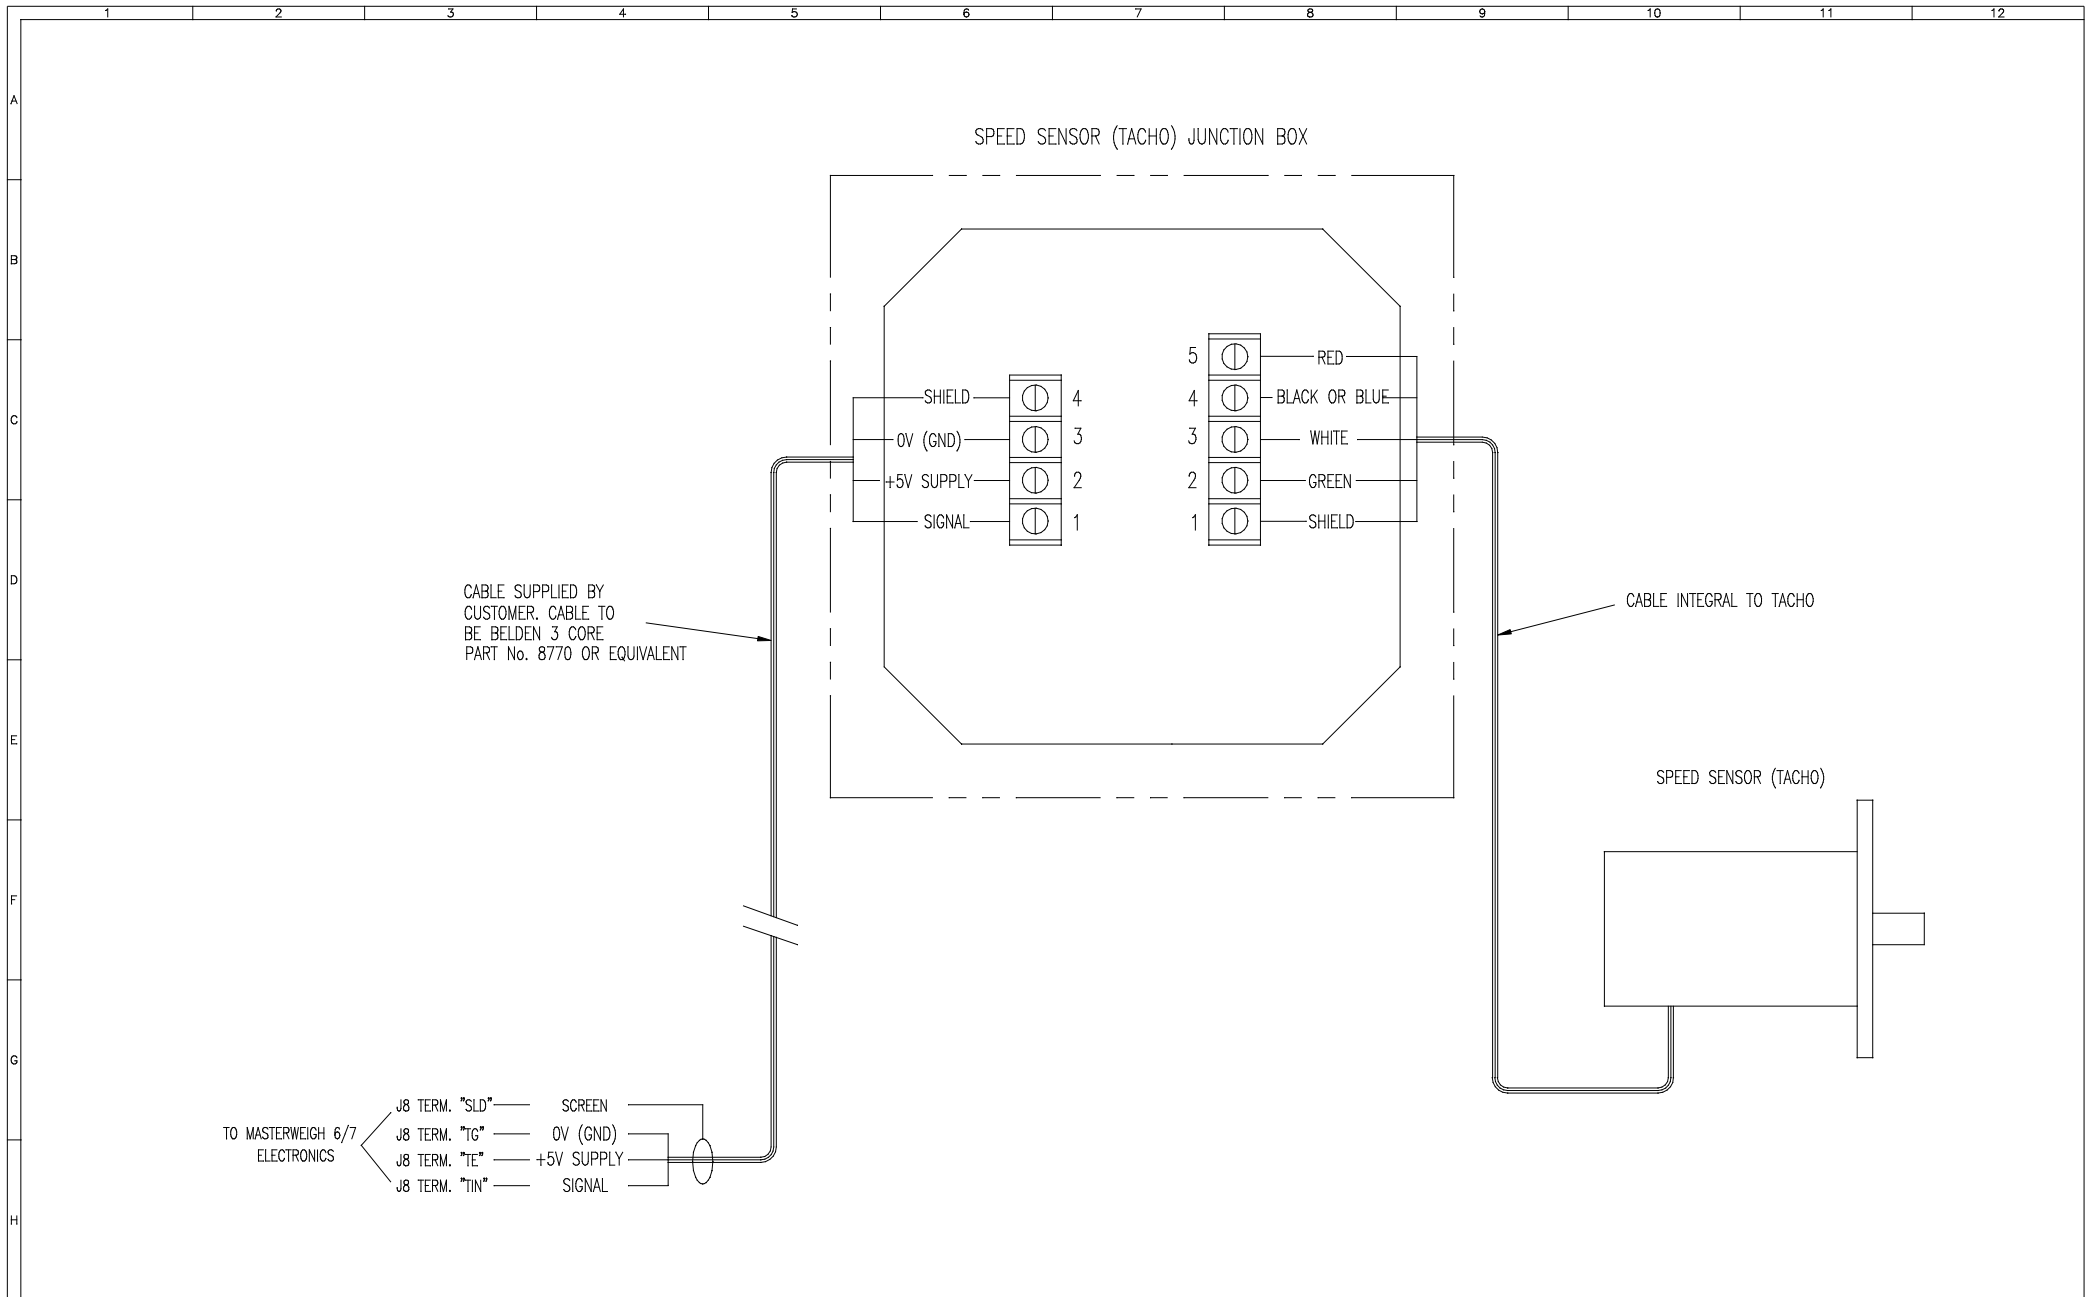 1 2 3 4 5 6 7 8 9 10 11 12
A
B
C
D
E
F
G
H
SPEED SENSOR (TACHO) JUNCTION BOX
SHIELD 4
0V (GND) 3
+5V SUPPLY 2
SIGNAL 1
5 RED
4 BLACK OR BLUE
3 WHITE
2 GREEN
1 SHIELD
CABLE SUPPLIED BY
CUSTOMER. CABLE TO
BE BELDEN 3 CORE
PART No. 8770 OR EQUIVALENT
CABLE INTEGRAL TO TACHO
SPEED SENSOR (TACHO)
TO MASTERWEIGH 6/7
ELECTRONICS
J8 TERM. "SLD" SCREEN
J8 TERM. "TG" 0V (GND)
J8 TERM. "TE" +5V SUPPLY
J8 TERM. "TIN" SIGNAL